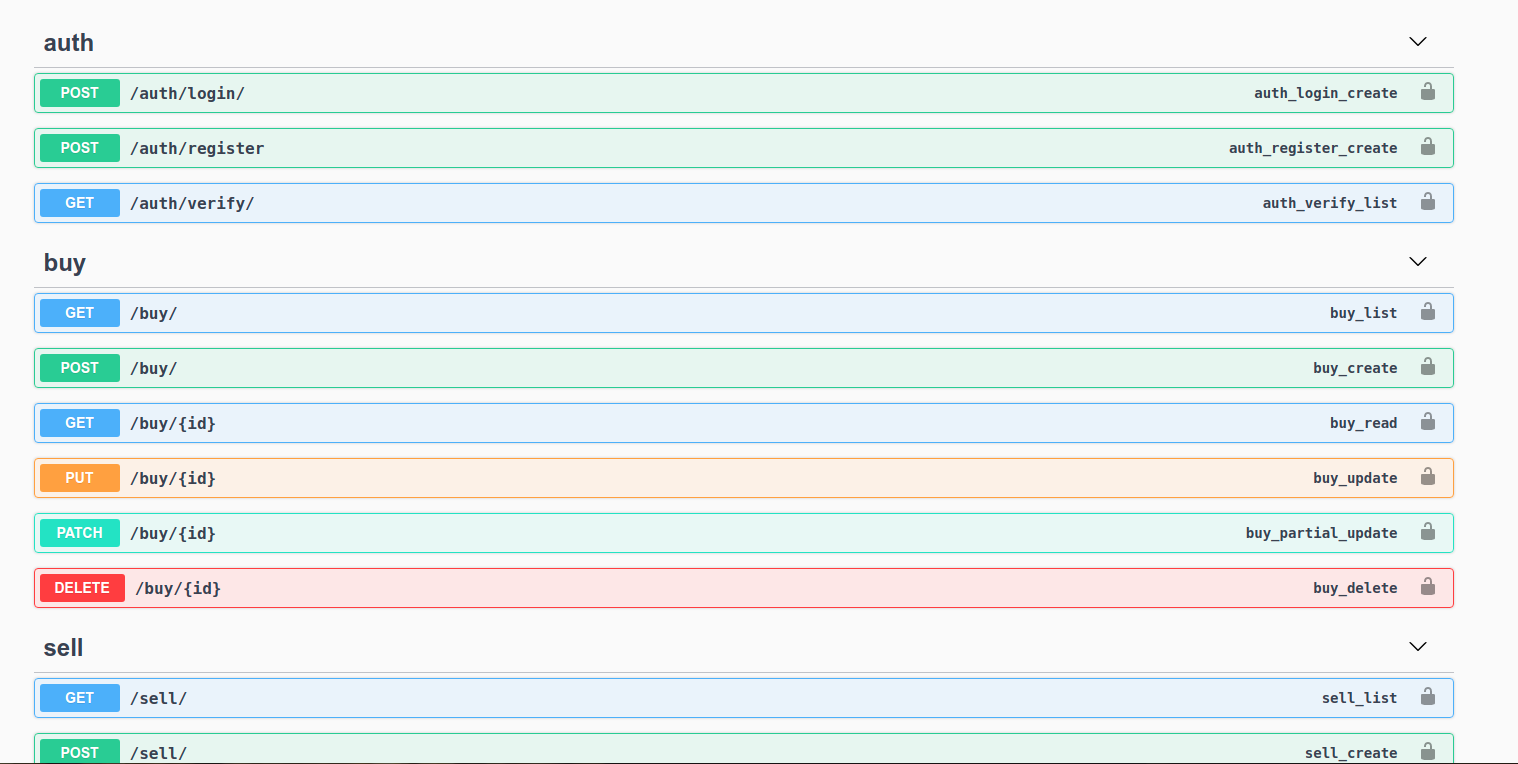 auth
POST /auth/login/ auth_login_create
POST /auth/register auth_register_create
GET /auth/verify/ auth_verify_list
buy
GET /buy/ buy_list
POST /buy/ buy_create
GET /buy/{id} buy_read
PUT /buy/{id} buy_update
PATCH /buy/{id} buy_partial_update
DELETE /buy/{id} buy_delete
sell
GET /sell/ sell_list
POST /sell/ sell_create